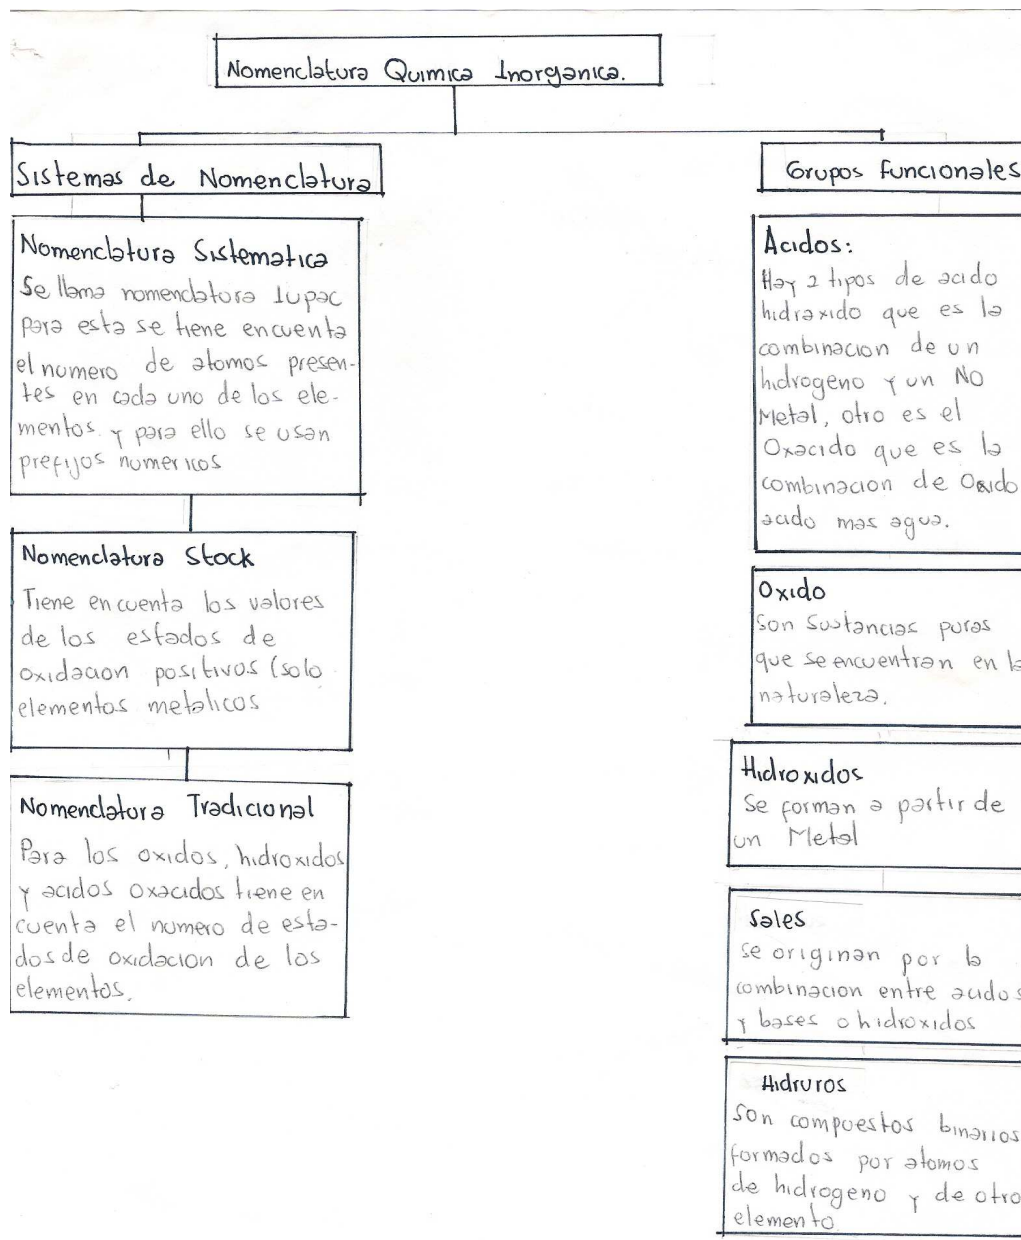 Nomenclatura Quimica Inorganica.
Sistemas de Nomenclatura
Nomenclatura Sistematica
Se llama nomenclatura Iupac
Para esta se tiene encuenta
el numero de atomos presen-
tes en cada uno de los ele-
mentos y para ello se usan
prefijos numericos
Nomenclatura Stock
Tiene en cuenta los valores
de los estados de
oxidacion positivos (solo
elementos metalicos
Nomenclatura Tradicional
Para los oxidos, hidroxidos
y acidos oxacidos tiene en
cuenta el numero de esta-
dos de oxidacion de los
elementos.
Grupos Funcionales
Acidos:
Hay 2 tipos de acido
hidraxido que es la
combinacion de un
hidrogeno y un NO
Metal, otro es el
Oxacido que es la
combinacion de Oxido
acido mas agua.
Oxido
Son Sustancias puras
que se encuentran en la
naturaleza.
Hidroxidos
Se forman a partir de
un Metal
Sales
se originan por la
combinacion entre acidos
y bases o hidroxidos
Hidruros
Son compuestos binarios
formados por atomos
de hidrogeno y de otro
elemento